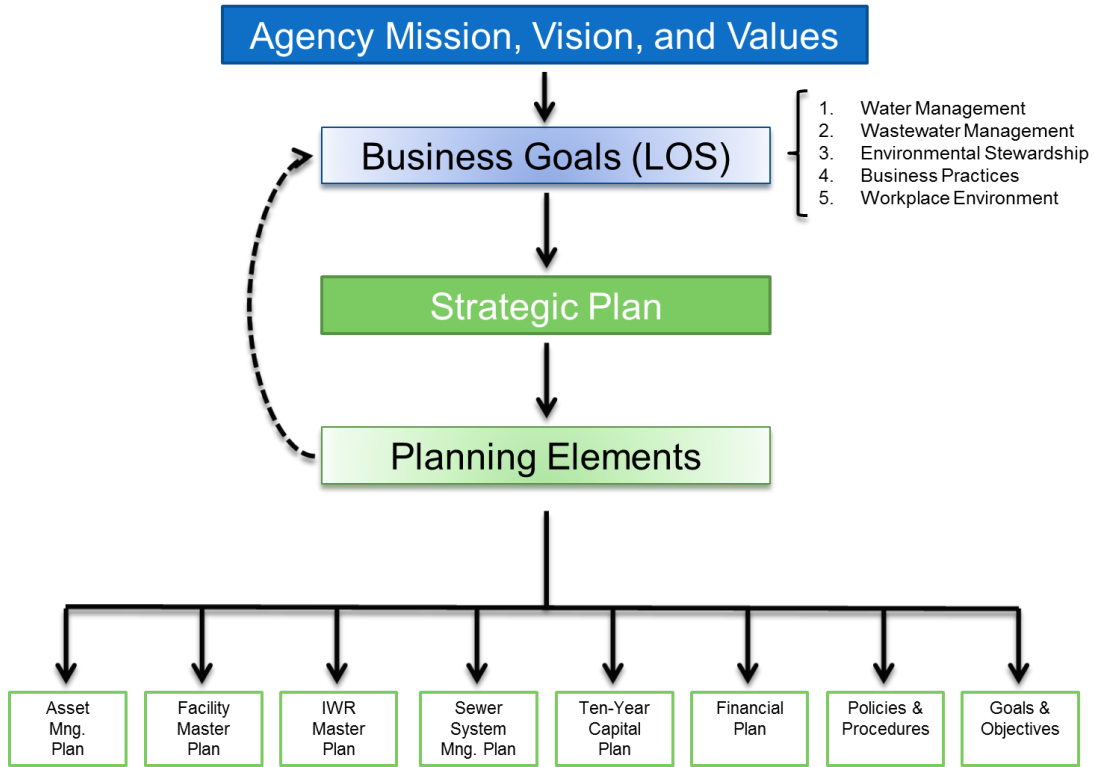 Agency Mission, Vision, and Values
Business Goals (LOS)
1. Water Management
2. Wastewater Management
3. Environmental Stewardship
4. Business Practices
5. Workplace Environment
Strategic Plan
Planning Elements
Asset
Mng.
Plan
Facility
Master
Plan
IWR
Master
Plan
Sewer
System
Mng. Plan
Ten-Year
Capital
Plan
Financial
Plan
Policies &
Procedures
Goals &
Objectives